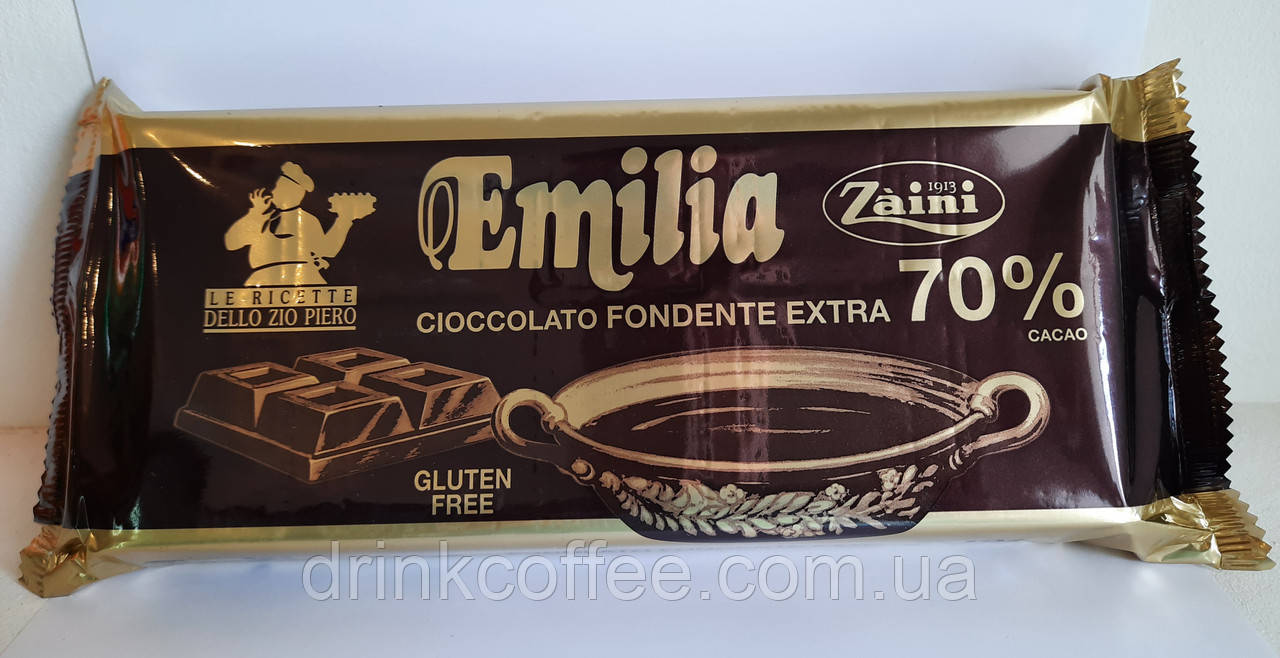 Emilia
1913
Zàini
LE RICETTE
DELLO ZIO PIERO
CIOCCOLATO FONDENTE EXTRA 70%
CACAO
GLUTEN
FREE
drinkcoffee.com.ua